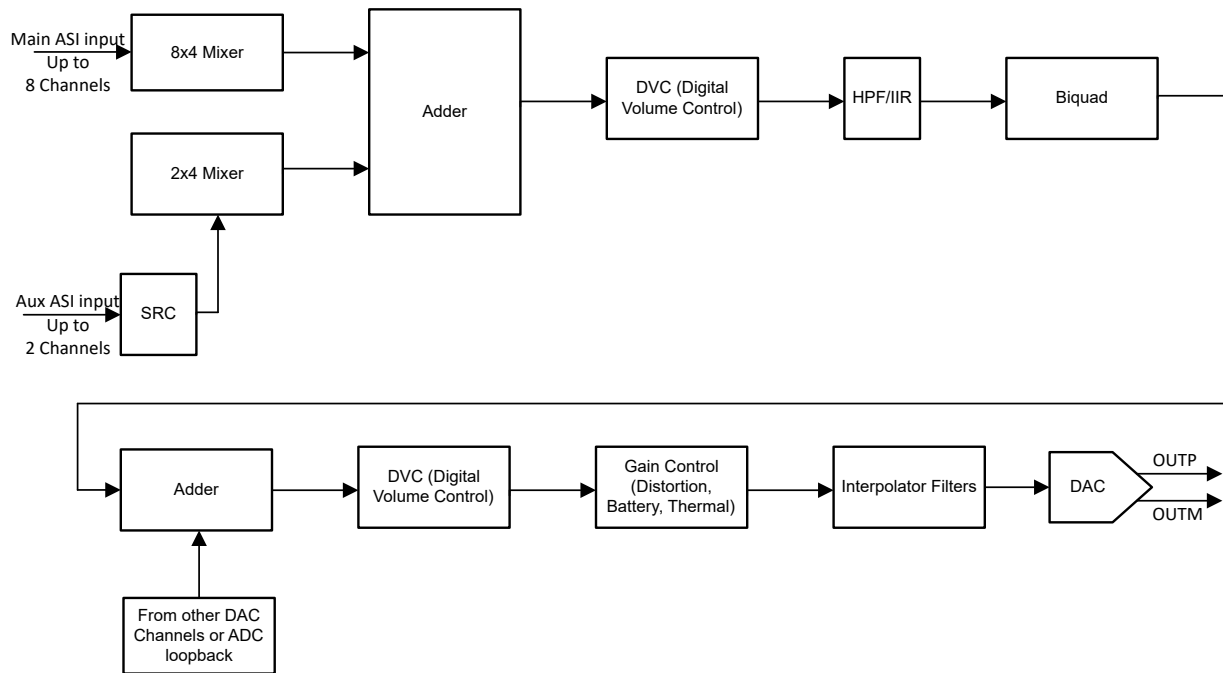 Main ASI input
Up to
8 Channels
8x4 Mixer
2x4 Mixer
Adder
DVC (Digital
Volume Control)
HPF/IIR
Biquad
Aux ASI input
Up to
2 Channels
SRC
Adder
DVC (Digital
Volume Control)
Gain Control
(Distortion,
Battery, Thermal)
Interpolator Filters
DAC
OUTP
OUTM
From other DAC
Channels or ADC
loopback